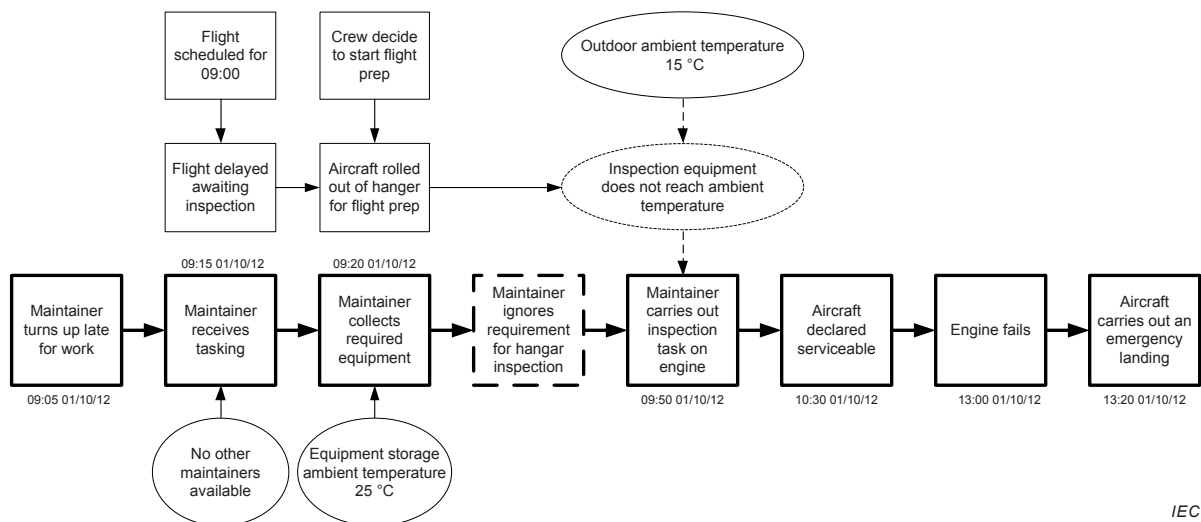 Flight
scheduled for
09:00
Crew decide
to start flight
prep
Outdoor ambient temperature
15 °C
Flight delayed
awaiting
inspection
Aircraft rolled
out of hanger
for flight prep
Inspection equipment
does not reach ambient
temperature
09:15 01/10/12
09:20 01/10/12
Maintainer
turns up late
for work
Maintainer
receives
tasking
Maintainer
collects
required
equipment
Maintainer
ignores
requirement
for hangar
inspection
Maintainer
carries out
inspection
task on
engine
Aircraft
declared
serviceable
Engine fails
Aircraft
carries out an
emergency
landing
09:05 01/10/12
09:50 01/10/12
10:30 01/10/12
13:00 01/10/12
13:20 01/10/12
No other
maintainers
available
Equipment storage
ambient temperature
25 °C
IEC